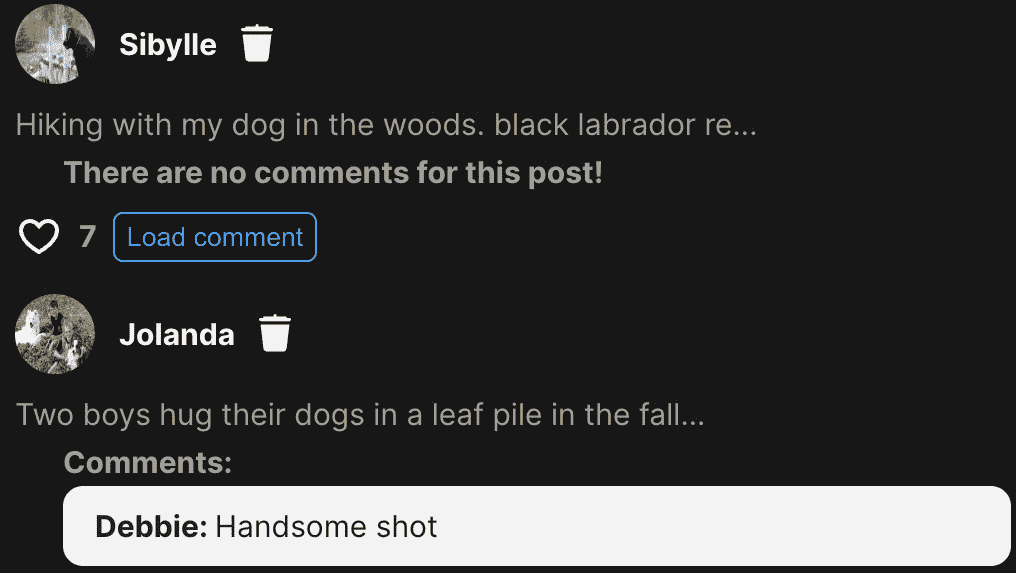 Sibylle
Hiking with my dog in the woods. black labrador re...
There are no comments for this post!
7 Load comment
Jolanda
Two boys hug their dogs in a leaf pile in the fall...
Comments:
Debbie: Handsome shot